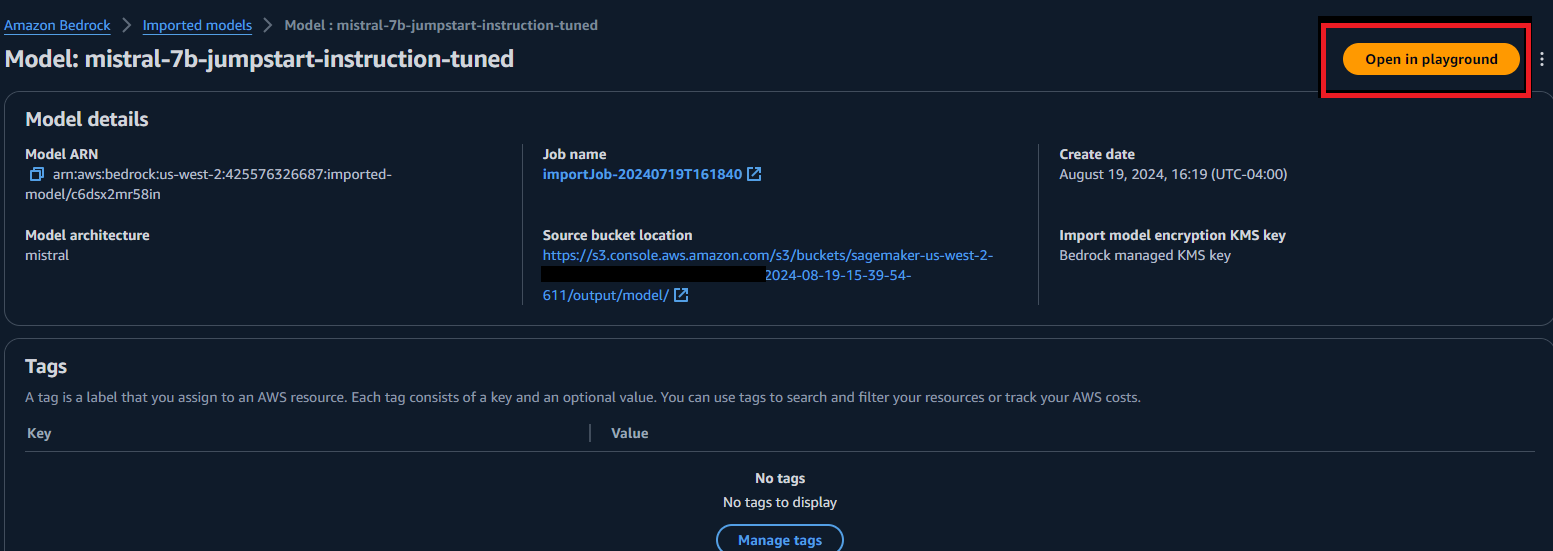 Amazon Bedrock > Imported models > Model : mistral-7b-jumpstart-instruction-tuned
Model: mistral-7b-jumpstart-instruction-tuned
Open in playground
Model details
Model ARN
arn:aws:bedrock:us-west-2:425576326687:imported-
model/c6dsx2mr58in
Job name
importJob-20240719T161840
Create date
August 19, 2024, 16:19 (UTC-04:00)
Model architecture
mistral
Source bucket location
https://s3.console.aws.amazon.com/s3/buckets/sagemaker-us-west-2-
2024-08-19-15-39-54-
611/output/model/
Import model encryption KMS key
Bedrock managed KMS key
Tags
A tag is a label that you assign to an AWS resource. Each tag consists of a key and an optional value. You can use tags to search and filter your resources or track your AWS costs.
Key
Value
No tags
No tags to display
Manage tags